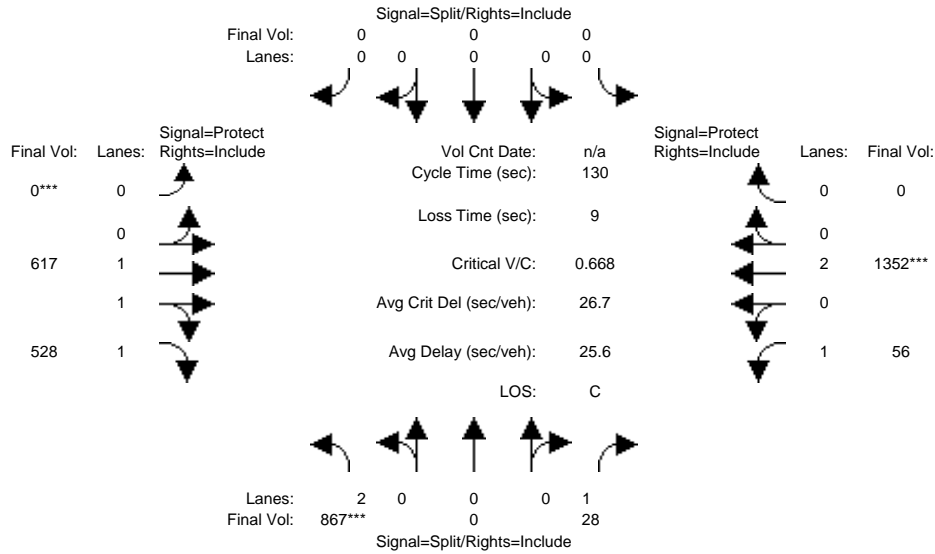 Signal=Split/Rights=Include
Final Vol: 0 0 0
Lanes: 0 0 0 0 0
Signal=Protect Signal=Protect
Final Vol: Lanes: Rights=Include Vol Cnt Date: n/a Rights=Include Lanes: Final Vol:
Cycle Time (sec): 130
0*** 0 0 0
Loss Time (sec): 9
0 0
617 1 Critical V/C: 0.668 2 1352***
1 Avg Crit Del (sec/veh): 26.7 0
528 1 Avg Delay (sec/veh): 25.6 1 56
LOS: C
Lanes: 2 0 0 0 1
Final Vol: 867*** 0 28
Signal=Split/Rights=Include